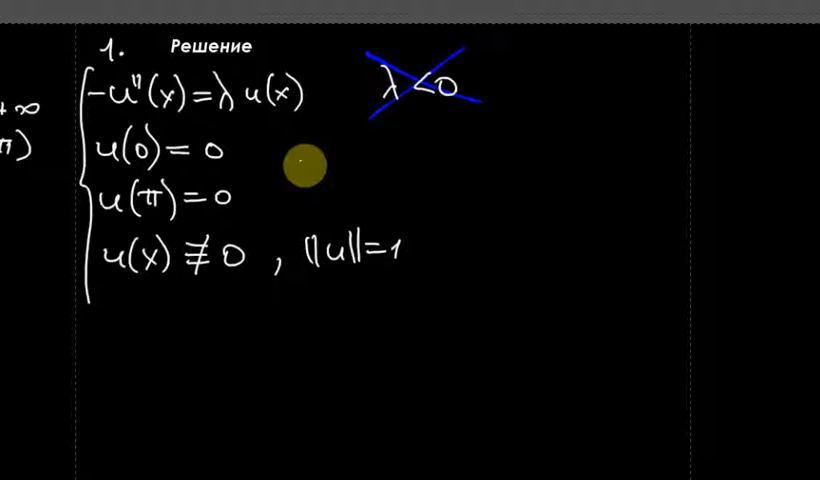 1. Решение
-u''(x) = λ u(x)
λ < 0
u(0) = 0
u(π) = 0
u(x) ≢ 0 , ||u|| = 1
+∞
π)